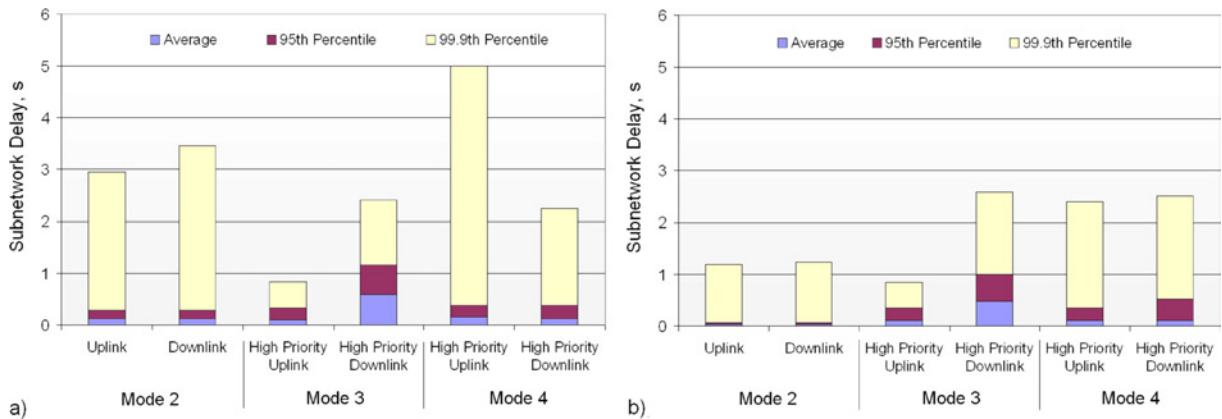 6
5
4
3
2
1
0
Subnetwork Delay, s
Average 95th Percentile 99.9th Percentile
Uplink Downlink High Priority Uplink High Priority Downlink High Priority Uplink High Priority Downlink
Mode 2 Mode 3 Mode 4
a)
6
5
4
3
2
1
0
Subnetwork Delay, s
Average 95th Percentile 99.9th Percentile
Uplink Downlink High Priority Uplink High Priority Downlink High Priority Uplink High Priority Downlink
Mode 2 Mode 3 Mode 4
b)